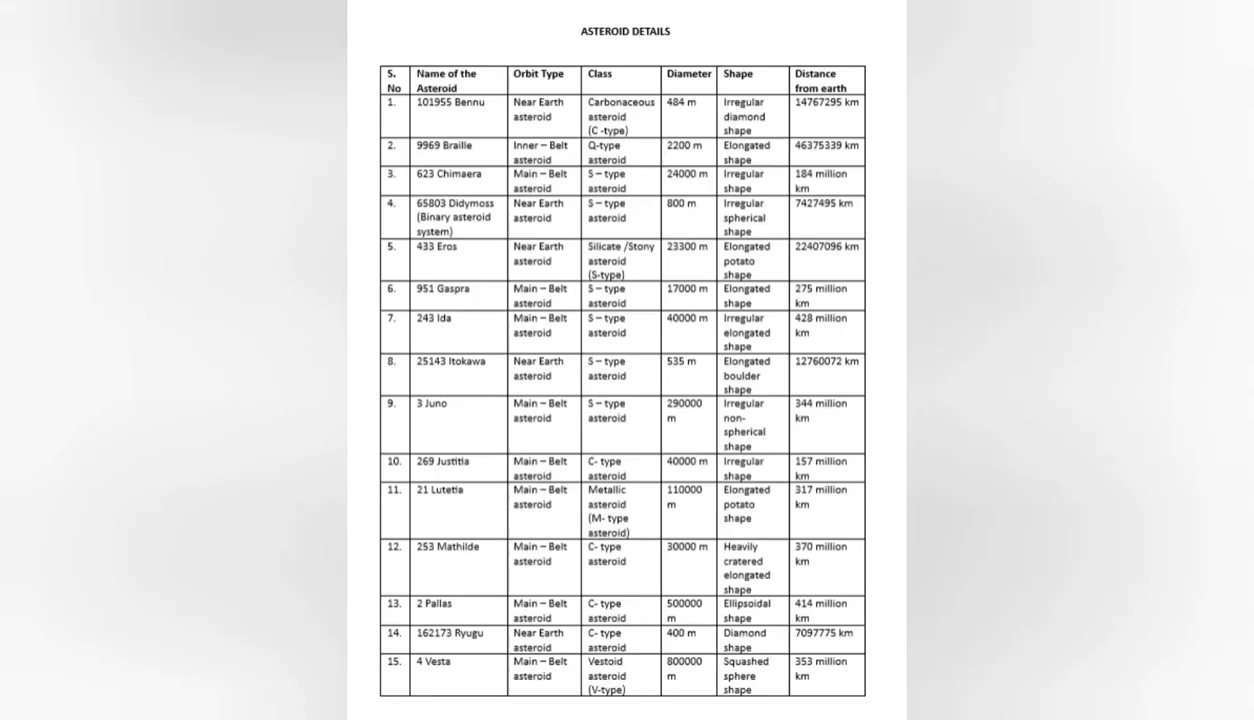 ASTEROID DETAILS
S. No | Name of the Asteroid | Orbit Type | Class | Diameter | Shape | Distance from earth
1. | 101955 Bennu | Near Earth asteroid | Carbonaceous asteroid (C -type) | 484 m | Irregular diamond shape | 14767295 km
2. | 9969 Braille | Inner – Belt asteroid | Q-type asteroid | 2200 m | Elongated shape | 46375339 km
3. | 623 Chimaera | Main – Belt asteroid | S – type asteroid | 24000 m | Irregular shape | 184 million km
4. | 65803 Didymoss (Binary asteroid system) | Near Earth asteroid | S – type asteroid | 800 m | Irregular spherical shape | 7427495 km
5. | 433 Eros | Near Earth asteroid | Silicate /Stony asteroid (S-type) | 23300 m | Elongated potato shape | 22407096 km
6. | 951 Gaspra | Main – Belt asteroid | S – type asteroid | 17000 m | Elongated shape | 275 million km
7. | 243 Ida | Main – Belt asteroid | S – type asteroid | 40000 m | Irregular elongated shape | 428 million km
8. | 25143 Itokawa | Near Earth asteroid | S – type asteroid | 535 m | Elongated boulder shape | 12760072 km
9. | 3 Juno | Main – Belt asteroid | S – type asteroid | 290000 m | Irregular non-spherical shape | 344 million km
10. | 269 Justitia | Main – Belt asteroid | C- type asteroid | 40000 m | Irregular shape | 157 million km
11. | 21 Lutetia | Main – Belt asteroid | Metallic asteroid (M- type asteroid) | 110000 m | Elongated potato shape | 317 million km
12. | 253 Mathilde | Main – Belt asteroid | C- type asteroid | 30000 m | Heavily cratered elongated shape | 370 million km
13. | 2 Pallas | Main – Belt asteroid | C- type asteroid | 500000 m | Ellipsoidal shape | 414 million km
14. | 162173 Ryugu | Near Earth asteroid | C- type asteroid | 400 m | Diamond shape | 7097775 km
15. | 4 Vesta | Main – Belt asteroid | Vestoid asteroid (V-type) | 800000 m | Squashed sphere shape | 353 million km